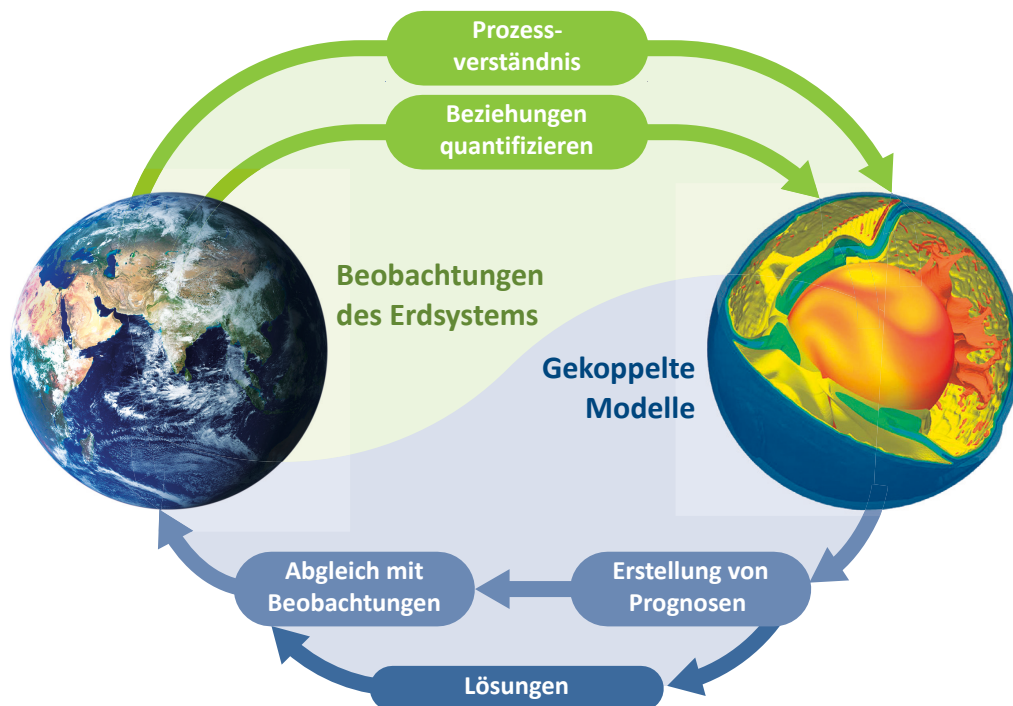 Prozess-
verständnis
Beziehungen
quantifizieren
Beobachtungen
des Erdsystems
Gekoppelte
Modelle
Abgleich mit
Beobachtungen
Erstellung von
Prognosen
Lösungen